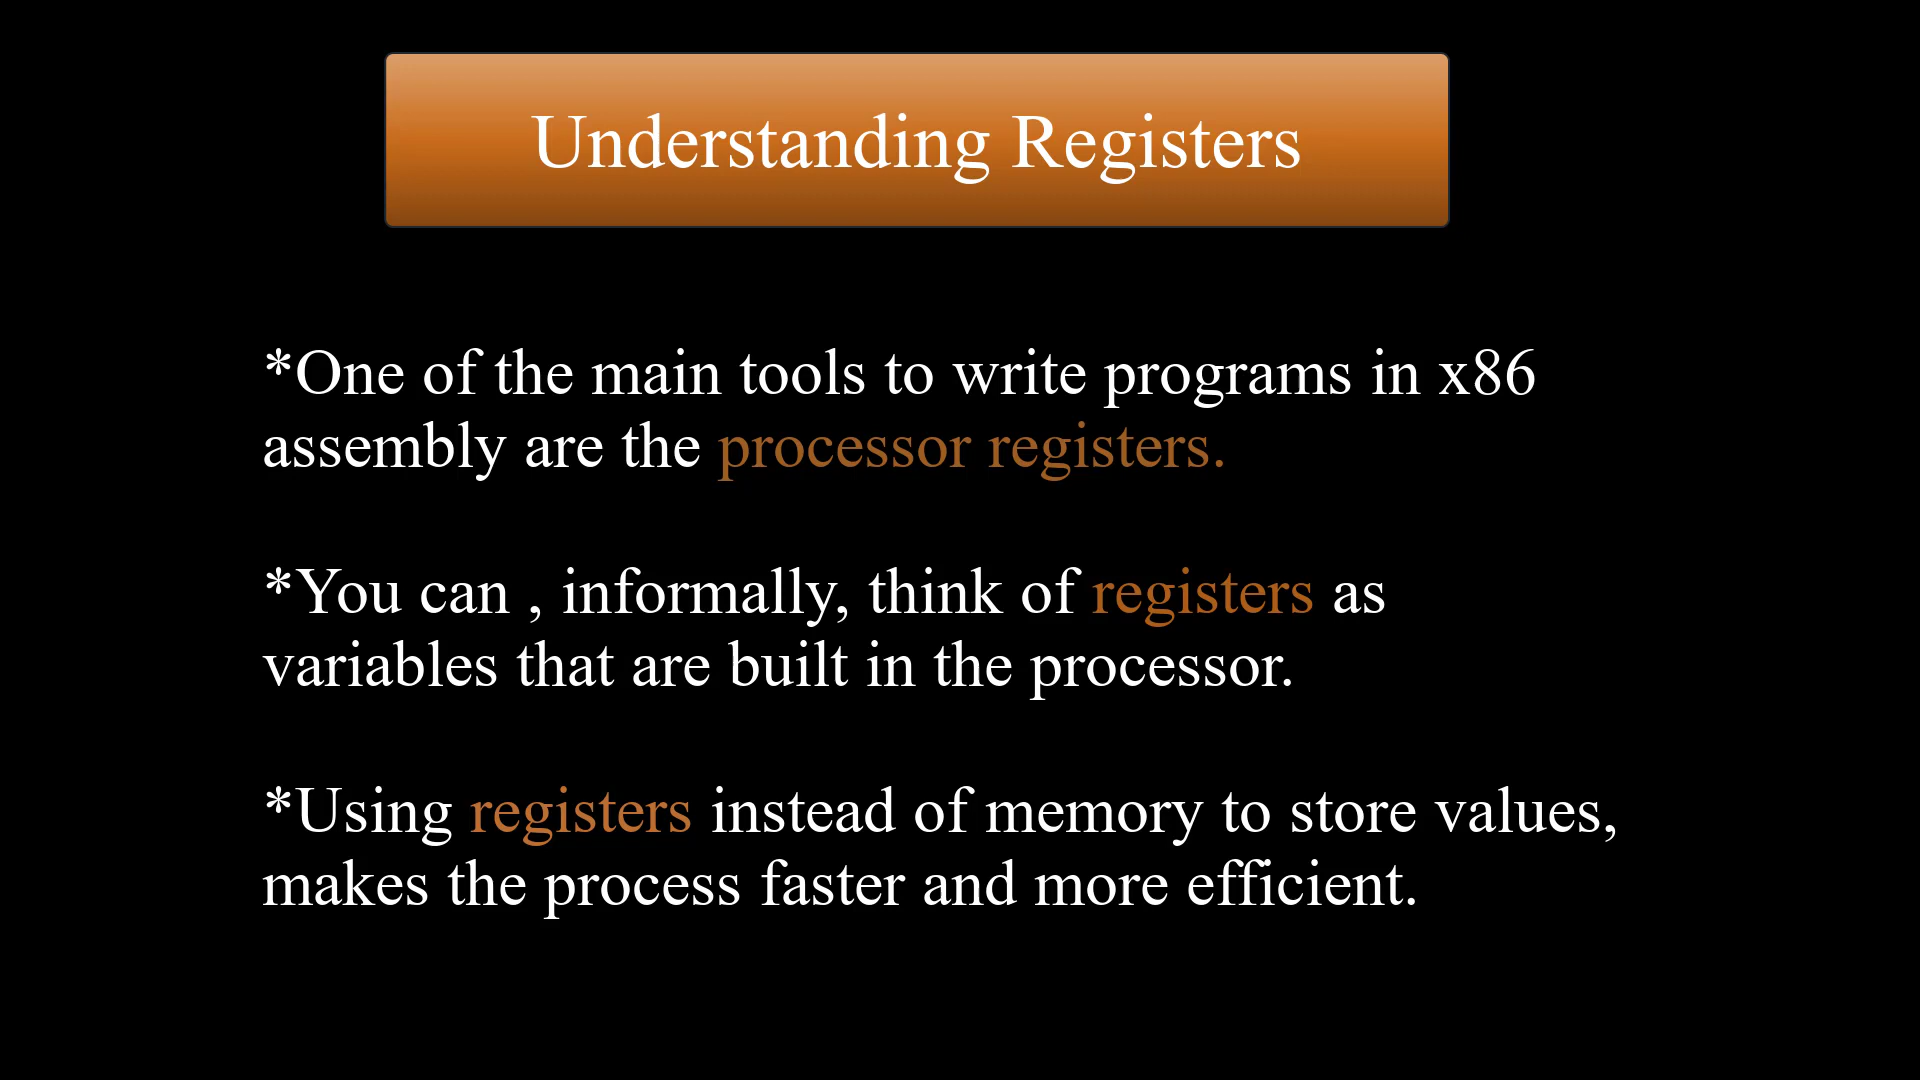 Understanding Registers
*One of the main tools to write programs in x86
assembly are the processor registers.
*You can , informally, think of registers as
variables that are built in the processor.
*Using registers instead of memory to store values,
makes the process faster and more efficient.